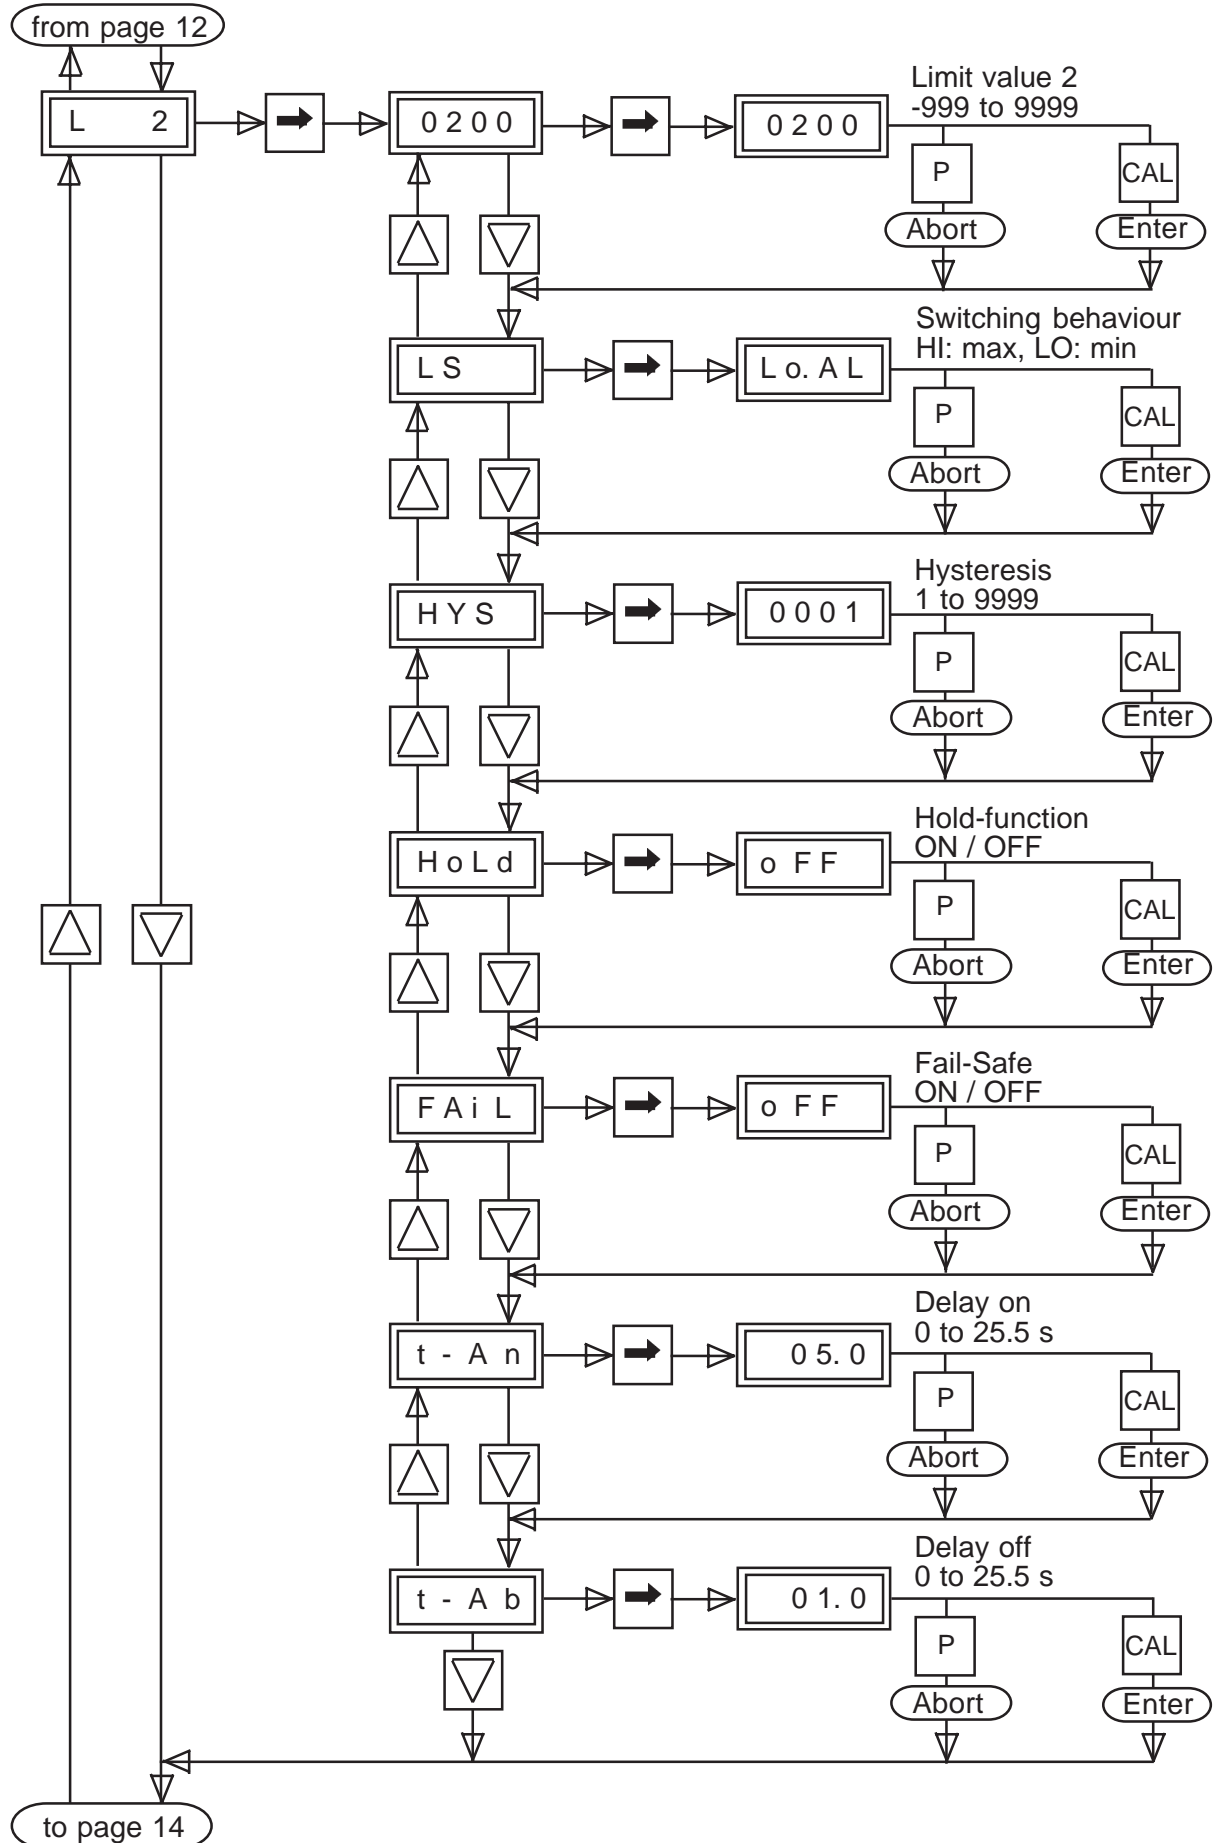 from page 12
L 2
0200
0200
Limit value 2
-999 to 9999
P
CAL
Abort
Enter
LS
Lo.AL
Switching behaviour
HI: max, LO: min
P
CAL
Abort
Enter
HYS
0001
Hysteresis
1 to 9999
P
CAL
Abort
Enter
HoLd
oFF
Hold-function
ON / OFF
P
CAL
Abort
Enter
FAiL
oFF
Fail-Safe
ON / OFF
P
CAL
Abort
Enter
t-An
05.0
Delay on
0 to 25.5 s
P
CAL
Abort
Enter
t-Ab
01.0
Delay off
0 to 25.5 s
P
CAL
Abort
Enter
to page 14